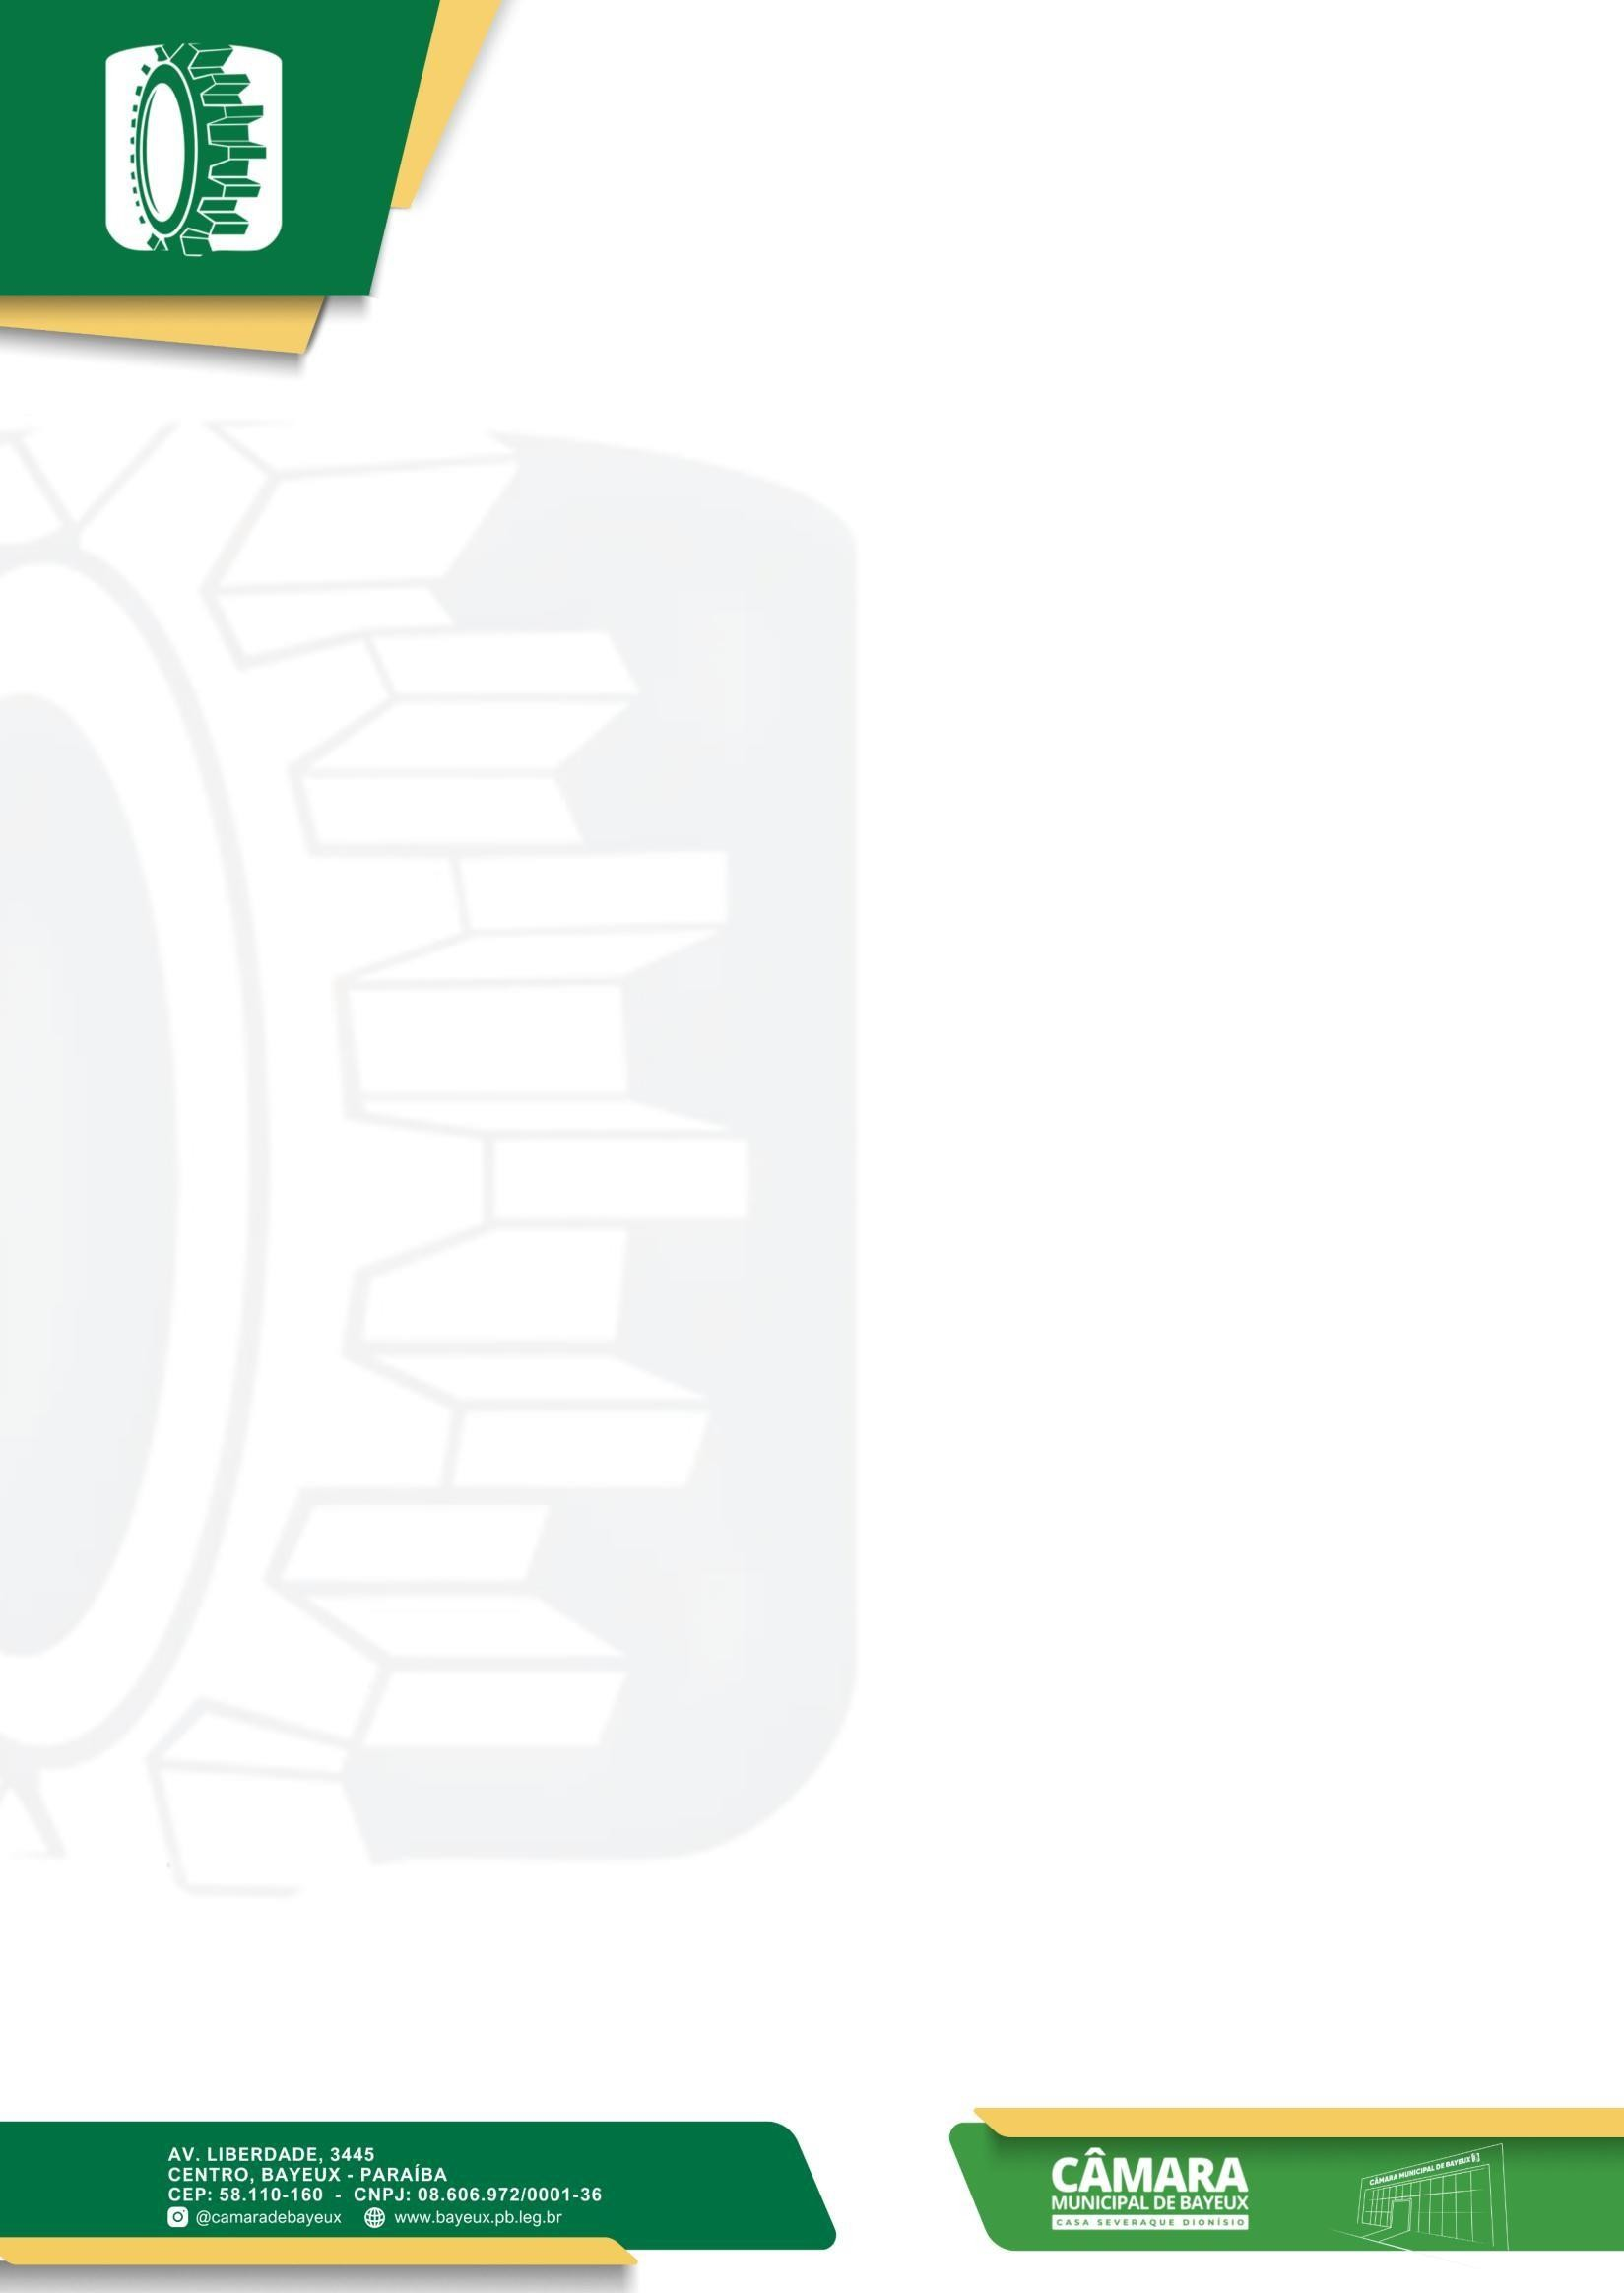 AV. LIBERDADE, 3445
CENTRO, BAYEUX - PARAÍBA
CEP: 58.110-160 - CNPJ: 08.606.972/0001-36
@camaradebayeux www.bayeux.pb.leg.br
CÂMARA
MUNICIPAL DE BAYEUX
CASA SEVERAQUE DIONÍSIO
CÂMARA MUNICIPAL DE BAYEUX